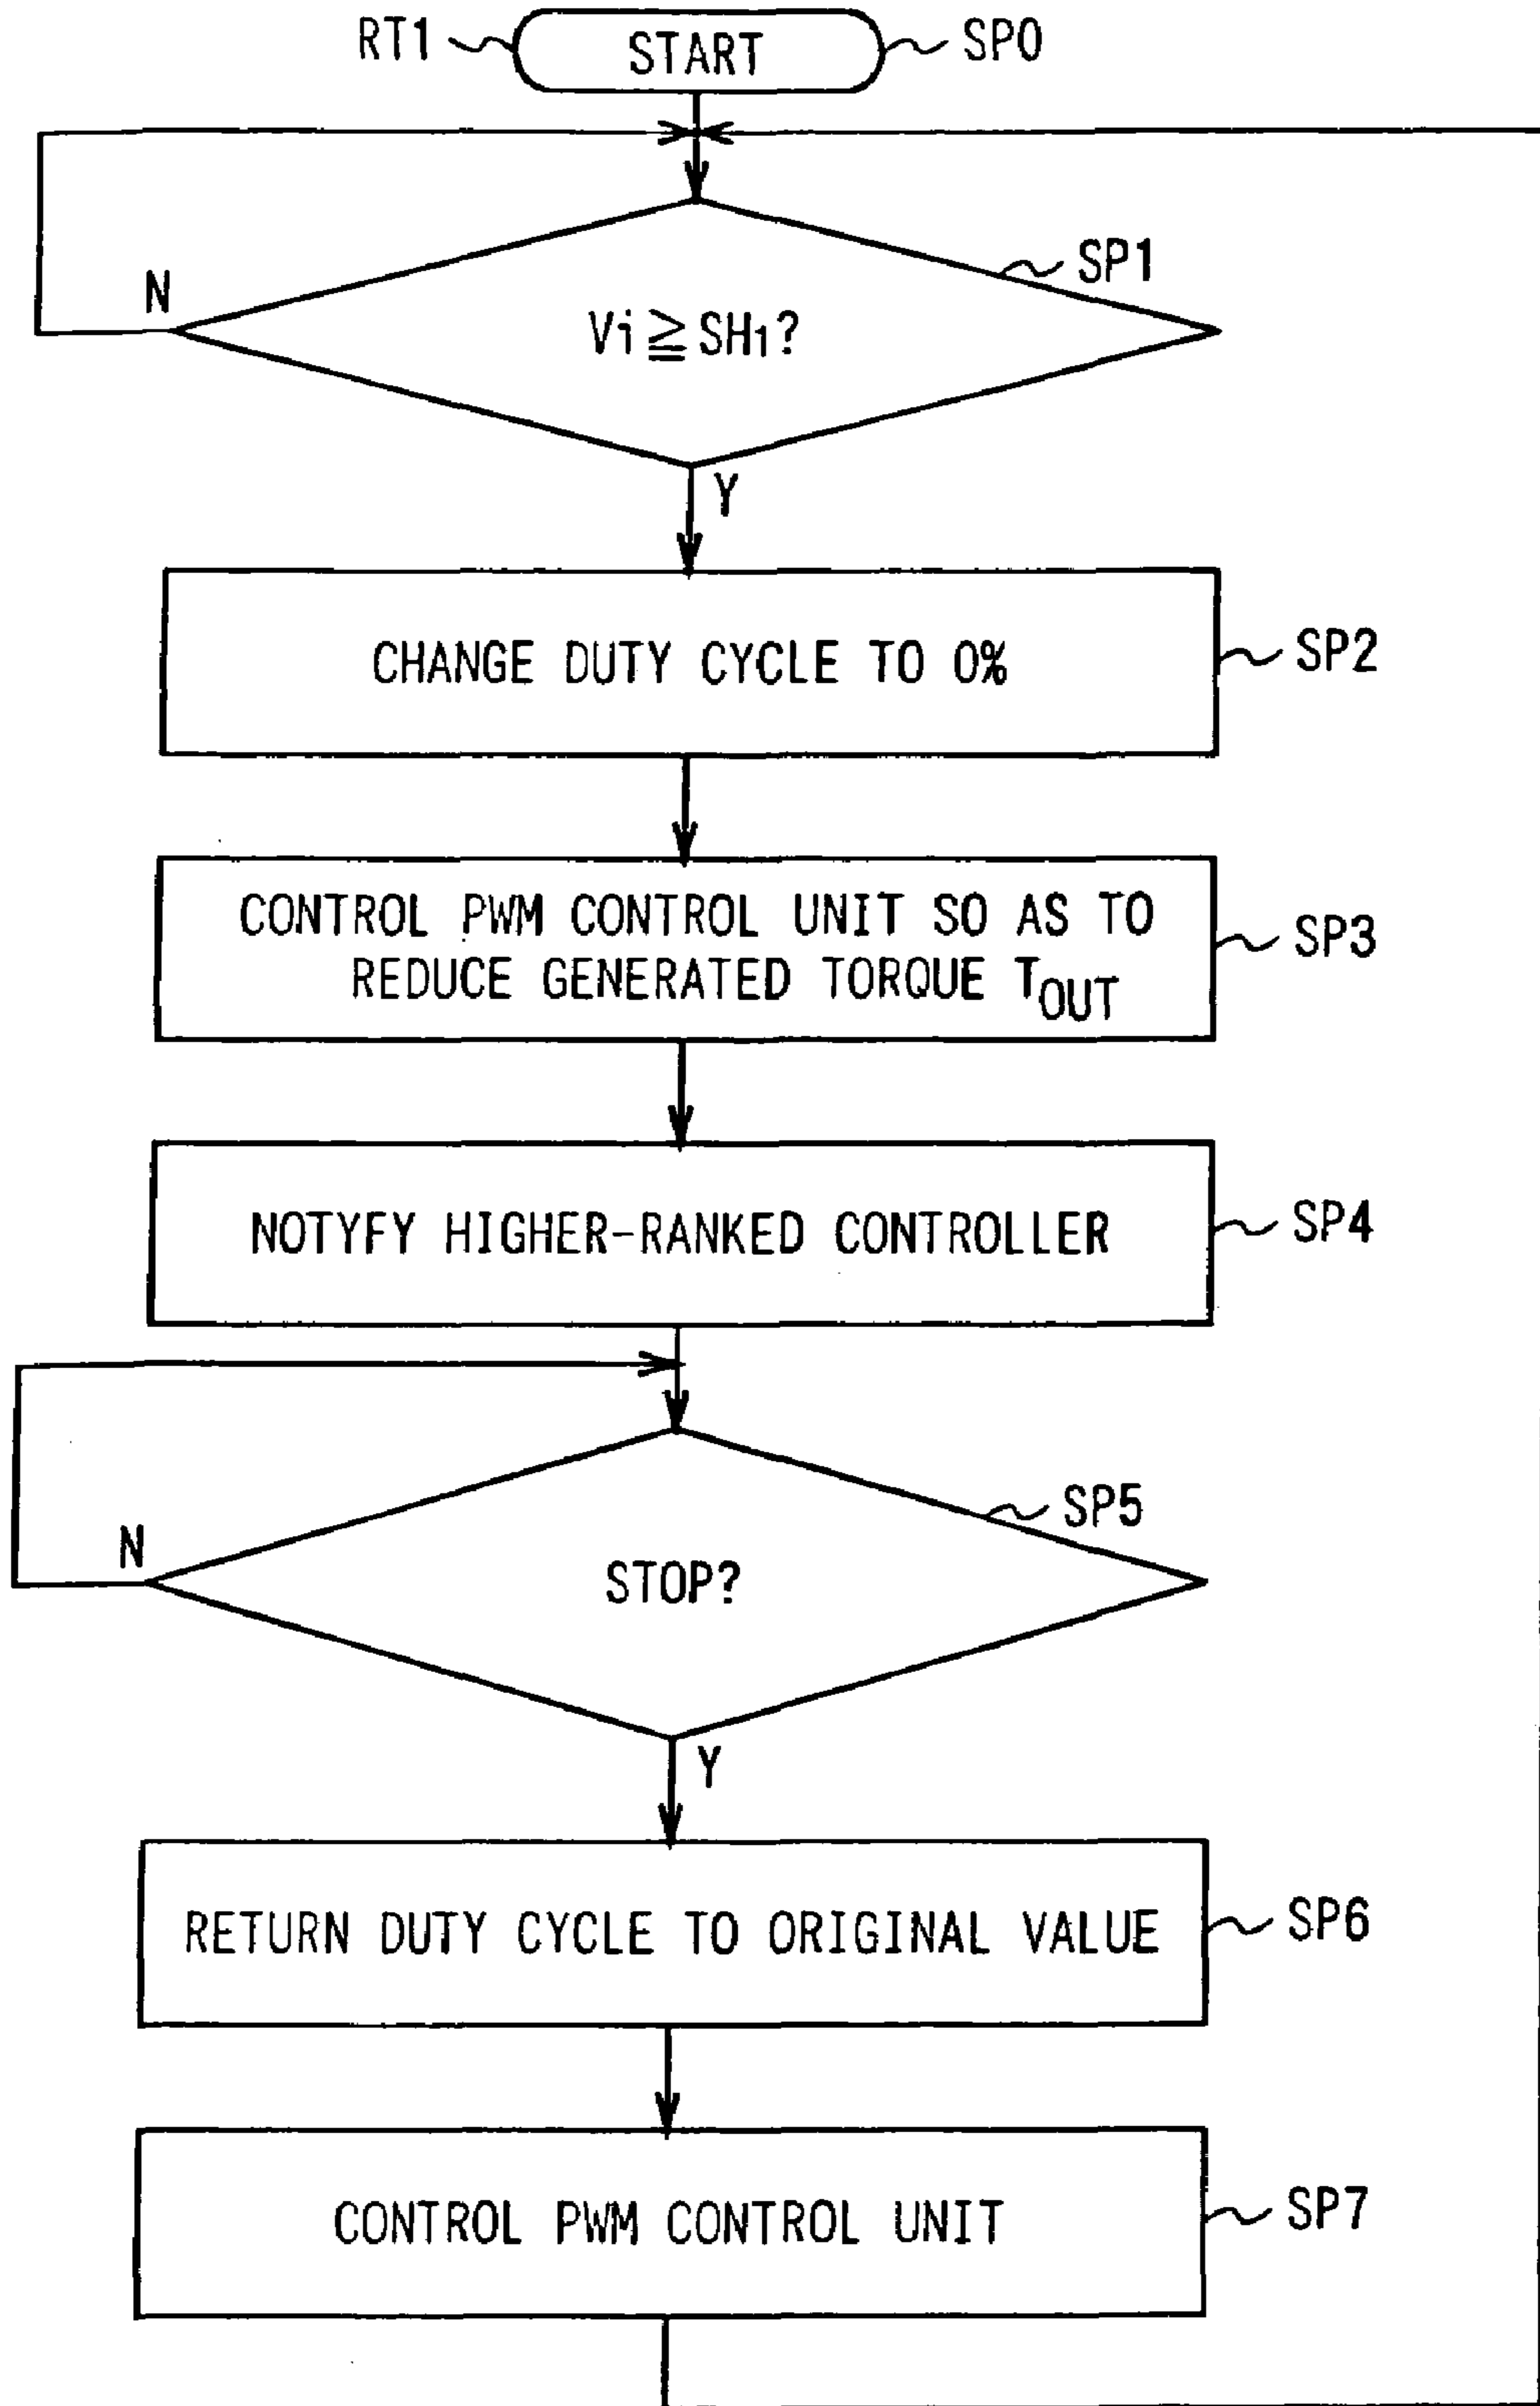 RT1 START SP0
SP1
N
Vi≧SH1?
Y
CHANGE DUTY CYCLE TO 0% SP2
CONTROL PWM CONTROL UNIT SO AS TO
REDUCE GENERATED TORQUE TOUT
SP3
NOTYFY HIGHER-RANKED CONTROLLER SP4
SP5
N
STOP?
Y
RETURN DUTY CYCLE TO ORIGINAL VALUE SP6
CONTROL PWM CONTROL UNIT SP7